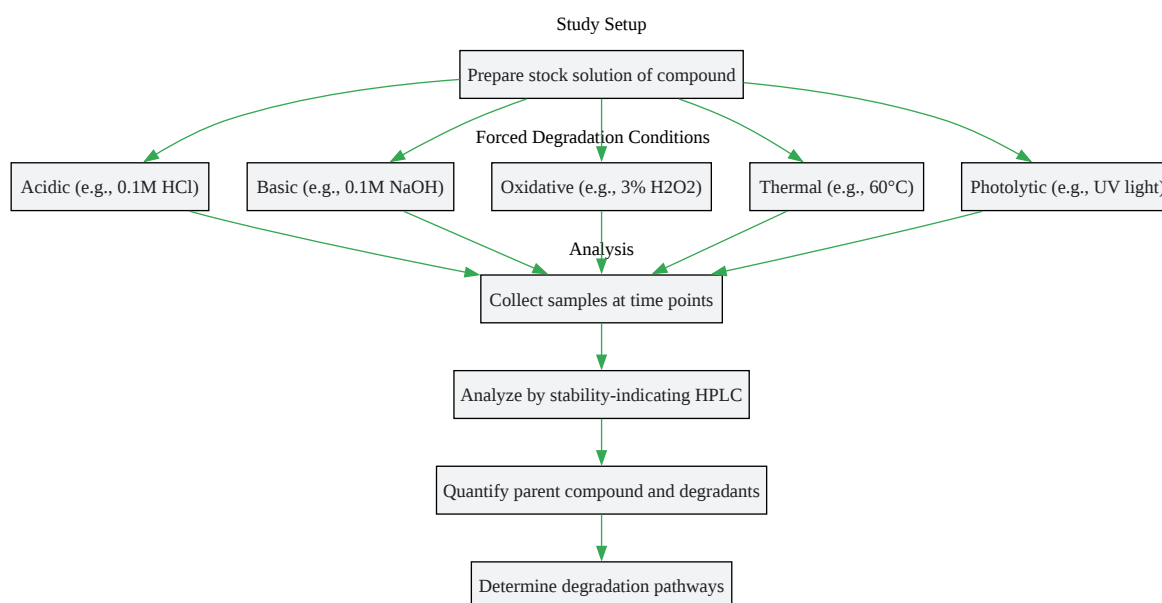 Study Setup
Prepare stock solution of compound
Forced Degradation Conditions
Acidic (e.g., 0.1M HCl)
Basic (e.g., 0.1M NaOH)
Oxidative (e.g., 3% H2O2)
Thermal (e.g., 60°C)
Photolytic (e.g., UV light)
Analysis
Collect samples at time points
Analyze by stability-indicating HPLC
Quantify parent compound and degradants
Determine degradation pathways